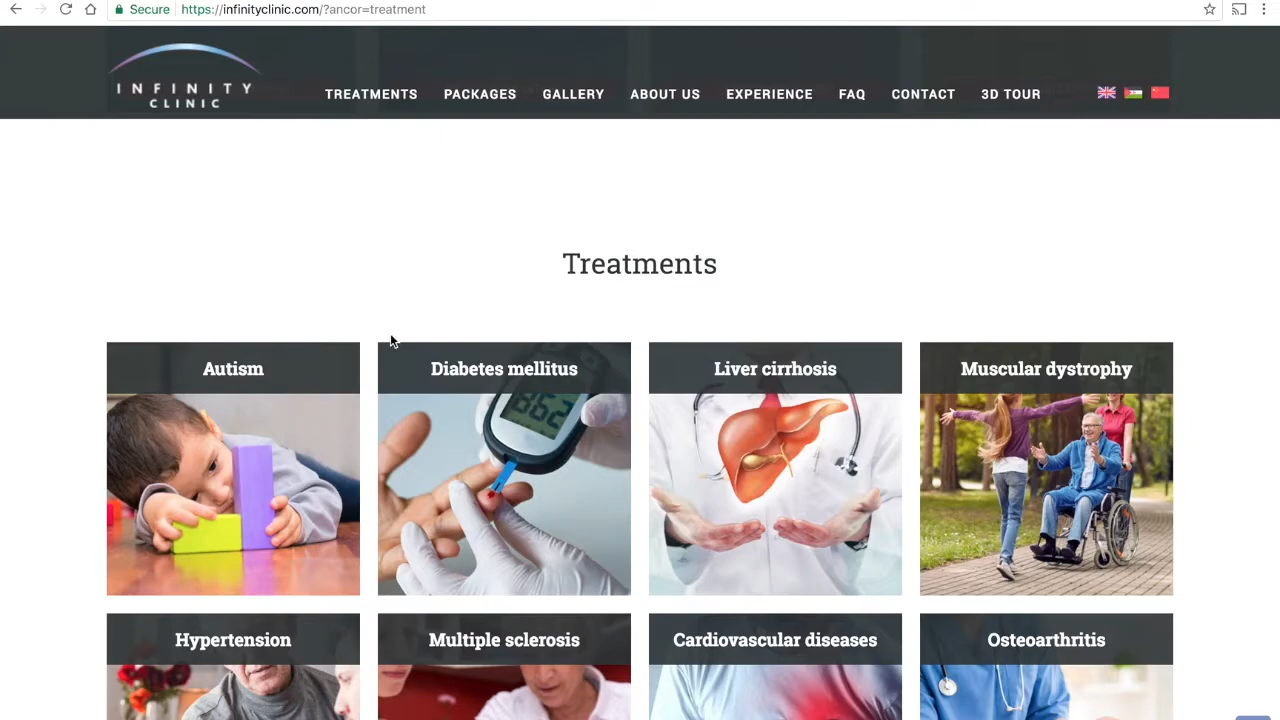 Secure https://infinityclinic.com/?ancor=treatment
INFINITY
CLINIC
TREATMENTS PACKAGES GALLERY ABOUT US EXPERIENCE FAQ CONTACT 3D TOUR
Treatments
Autism Diabetes mellitus Liver cirrhosis Muscular dystrophy
Hypertension Multiple sclerosis Cardiovascular diseases Osteoarthritis